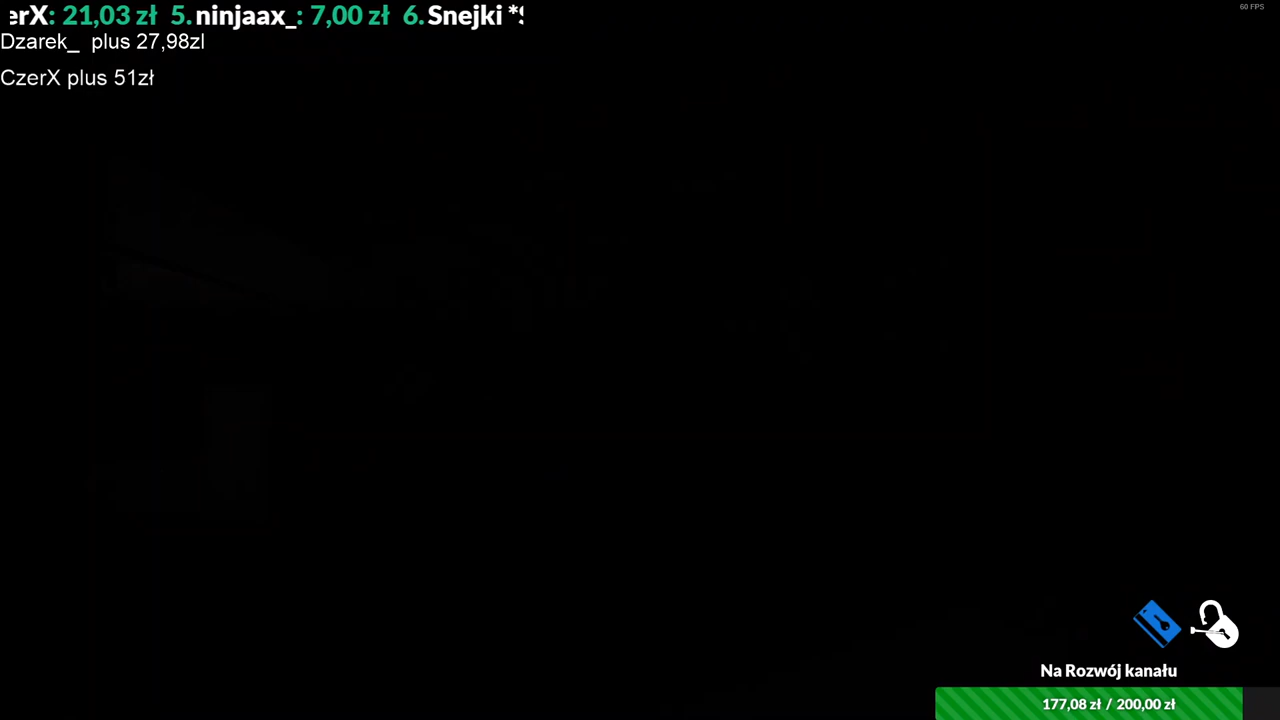 erX: 21,03 zł 5. ninjaax_: 7,00 zł 6. Snejki *
60 FPS
Dzarek_ plus 27,98zl
CzerX plus 51zł
Na Rozwój kanału
177,08 zł / 200,00 zł